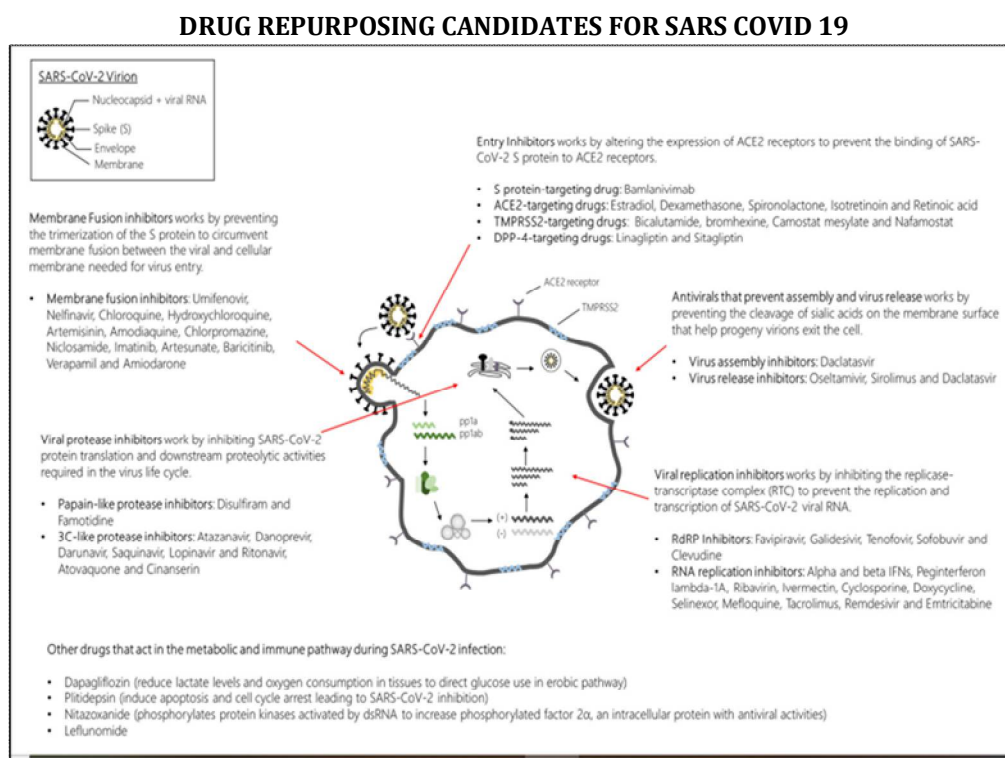 DRUG REPURPOSING CANDIDATES FOR SARS COVID 19
SARS-CoV-2 Virion
Nucleocapsid + viral RNA
Spike (S)
Envelope
Membrane
Entry Inhibitors works by altering the expression of ACE2 receptors to prevent the binding of SARS-
CoV-2 S protein to ACE2 receptors.
• S protein-targeting drug: Bamlanivimab
• ACE2-targeting drugs: Estradiol, Dexamethasone, Spironolactone, Isotretinoin and Retinoic acid
• TMPRSS2-targeting drugs: Bicalutamide, bromhexine, Camostat mesylate and Nafamostat
• DPP-4-targeting drugs: Linagliptin and Sitagliptin
Membrane Fusion inhibitors works by preventing
the trimerization of the S protein to circumvent
membrane fusion between the viral and cellular
membrane needed for virus entry.
• Membrane fusion inhibitors: Umifenovir,
Nelfinavir, Chloroquine, Hydroxychloroquine,
Artemisinin, Amodiaquine, Chlorpromazine,
Niclosamide, Imatinib, Artesunate, Baricitinib,
Verapamil and Amiodarone
ACE2 receptor
TMPRSS2
Antivirals that prevent assembly and virus release works by
preventing the cleavage of sialic acids on the membrane surface
that help progeny virions exit the cell.
• Virus assembly inhibitors: Daclatasvir
• Virus release inhibitors: Oseltamivir, Sirolimus and Daclatasvir
pp1a
pp1ab
(+)
(-)
Viral protease inhibitors work by inhibiting SARS-CoV-2
protein translation and downstream proteolytic activities
required in the virus life cycle.
• Papain-like protease inhibitors: Disulfiram and
Famotidine
• 3C-like protease inhibitors: Atazanavir, Danoprevir,
Darunavir, Saquinavir, Lopinavir and Ritonavir,
Atovaquone and Cinanserin
Viral replication inhibitors works by inhibiting the replicase-
transcriptase complex (RTC) to prevent the replication and
transcription of SARS-CoV-2 viral RNA.
• RdRP Inhibitors: Favipiravir, Galidesivir, Tenofovir, Sofobuvir and
Clevudine
• RNA replication inhibitors: Alpha and beta IFNs, Peginterferon
lambda-1A, Ribavirin, Ivermectin, Cyclosporine, Doxycycline,
Selinexor, Mefloquine, Tacrolimus, Remdesivir and Emtricitabine
Other drugs that act in the metabolic and immune pathway during SARS-CoV-2 infection:
• Dapagliflozin (reduce lactate levels and oxygen consumption in tissues to direct glucose use in erobic pathway)
• Plitidepsin (induce apoptosis and cell cycle arrest leading to SARS-CoV-2 inhibition)
• Nitazoxanide (phosphorylates protein kinases activated by dsRNA to increase phosphorylated factor 2α, an intracellular protein with antiviral activities)
• Leflunomide